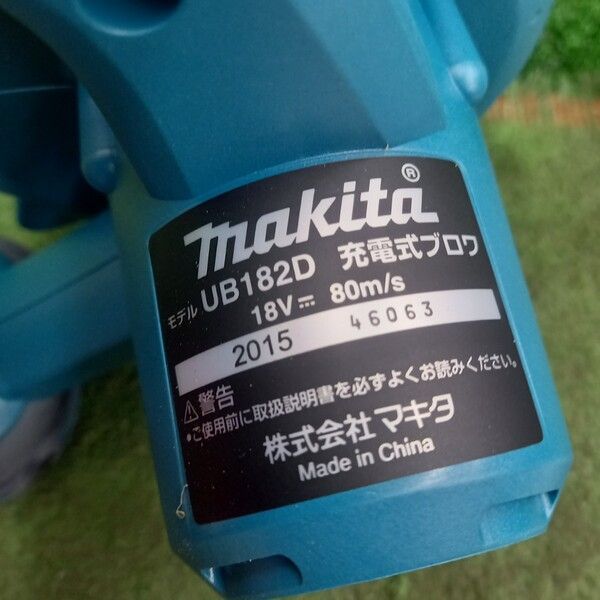 makita®
モデル UB182D 充電式ブロワ
18V⎓ 80m/s
2015 46063
⚠警告
•ご使用前に取扱説明書を必ずよくお読みください。
株式会社マキタ
Made in China